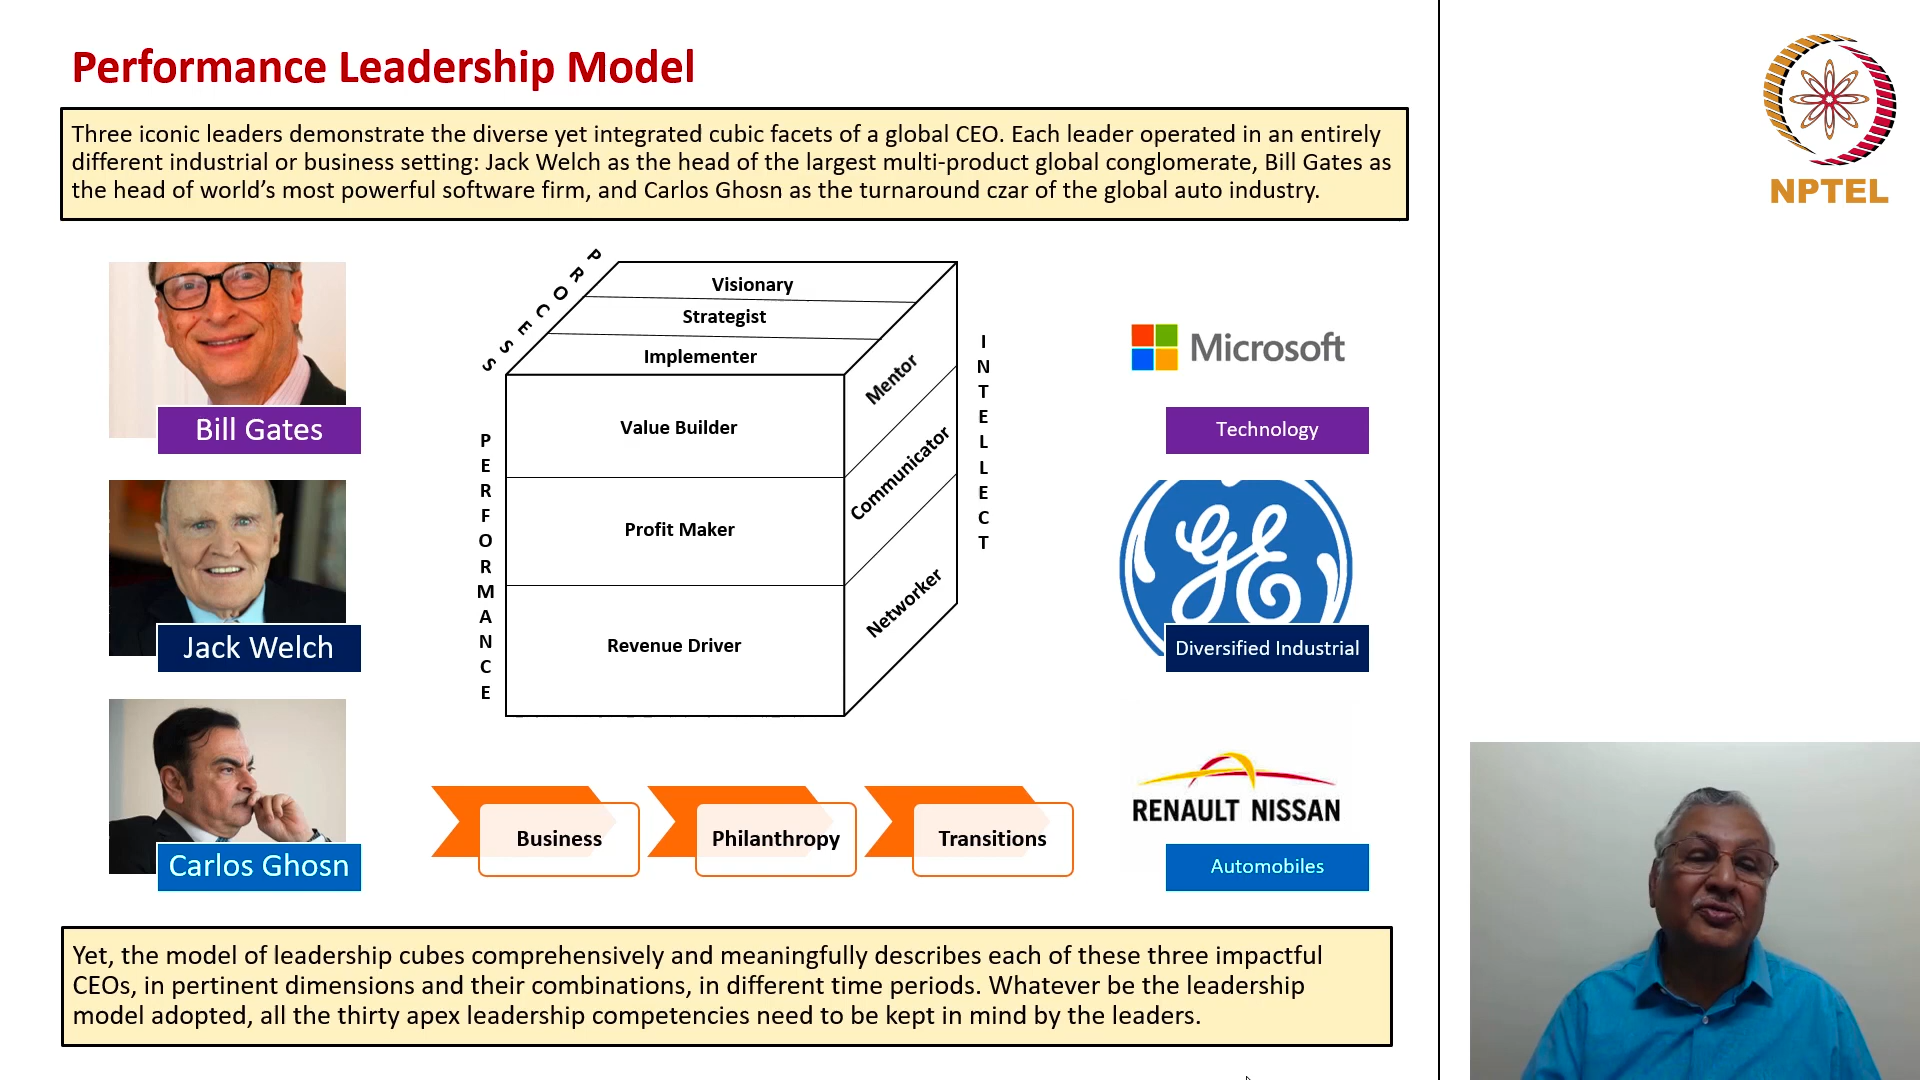 Performance Leadership Model
Three iconic leaders demonstrate the diverse yet integrated cubic facets of a global CEO. Each leader operated in an entirely
different industrial or business setting: Jack Welch as the head of the largest multi-product global conglomerate, Bill Gates as
the head of world's most powerful software firm, and Carlos Ghosn as the turnaround czar of the global auto industry.
NPTEL
Bill Gates
Jack Welch
Carlos Ghosn
PROCESS
Visionary
Strategist
Implementer
PERFORMANCE
Value Builder
Profit Maker
Revenue Driver
Mentor
Communicator
Networker
INTELLECT
Business
Philanthropy
Transitions
Microsoft
Technology
GE
Diversified Industrial
RENAULT NISSAN
Automobiles
Yet, the model of leadership cubes comprehensively and meaningfully describes each of these three impactful
CEOs, in pertinent dimensions and their combinations, in different time periods. Whatever be the leadership
model adopted, all the thirty apex leadership competencies need to be kept in mind by the leaders.